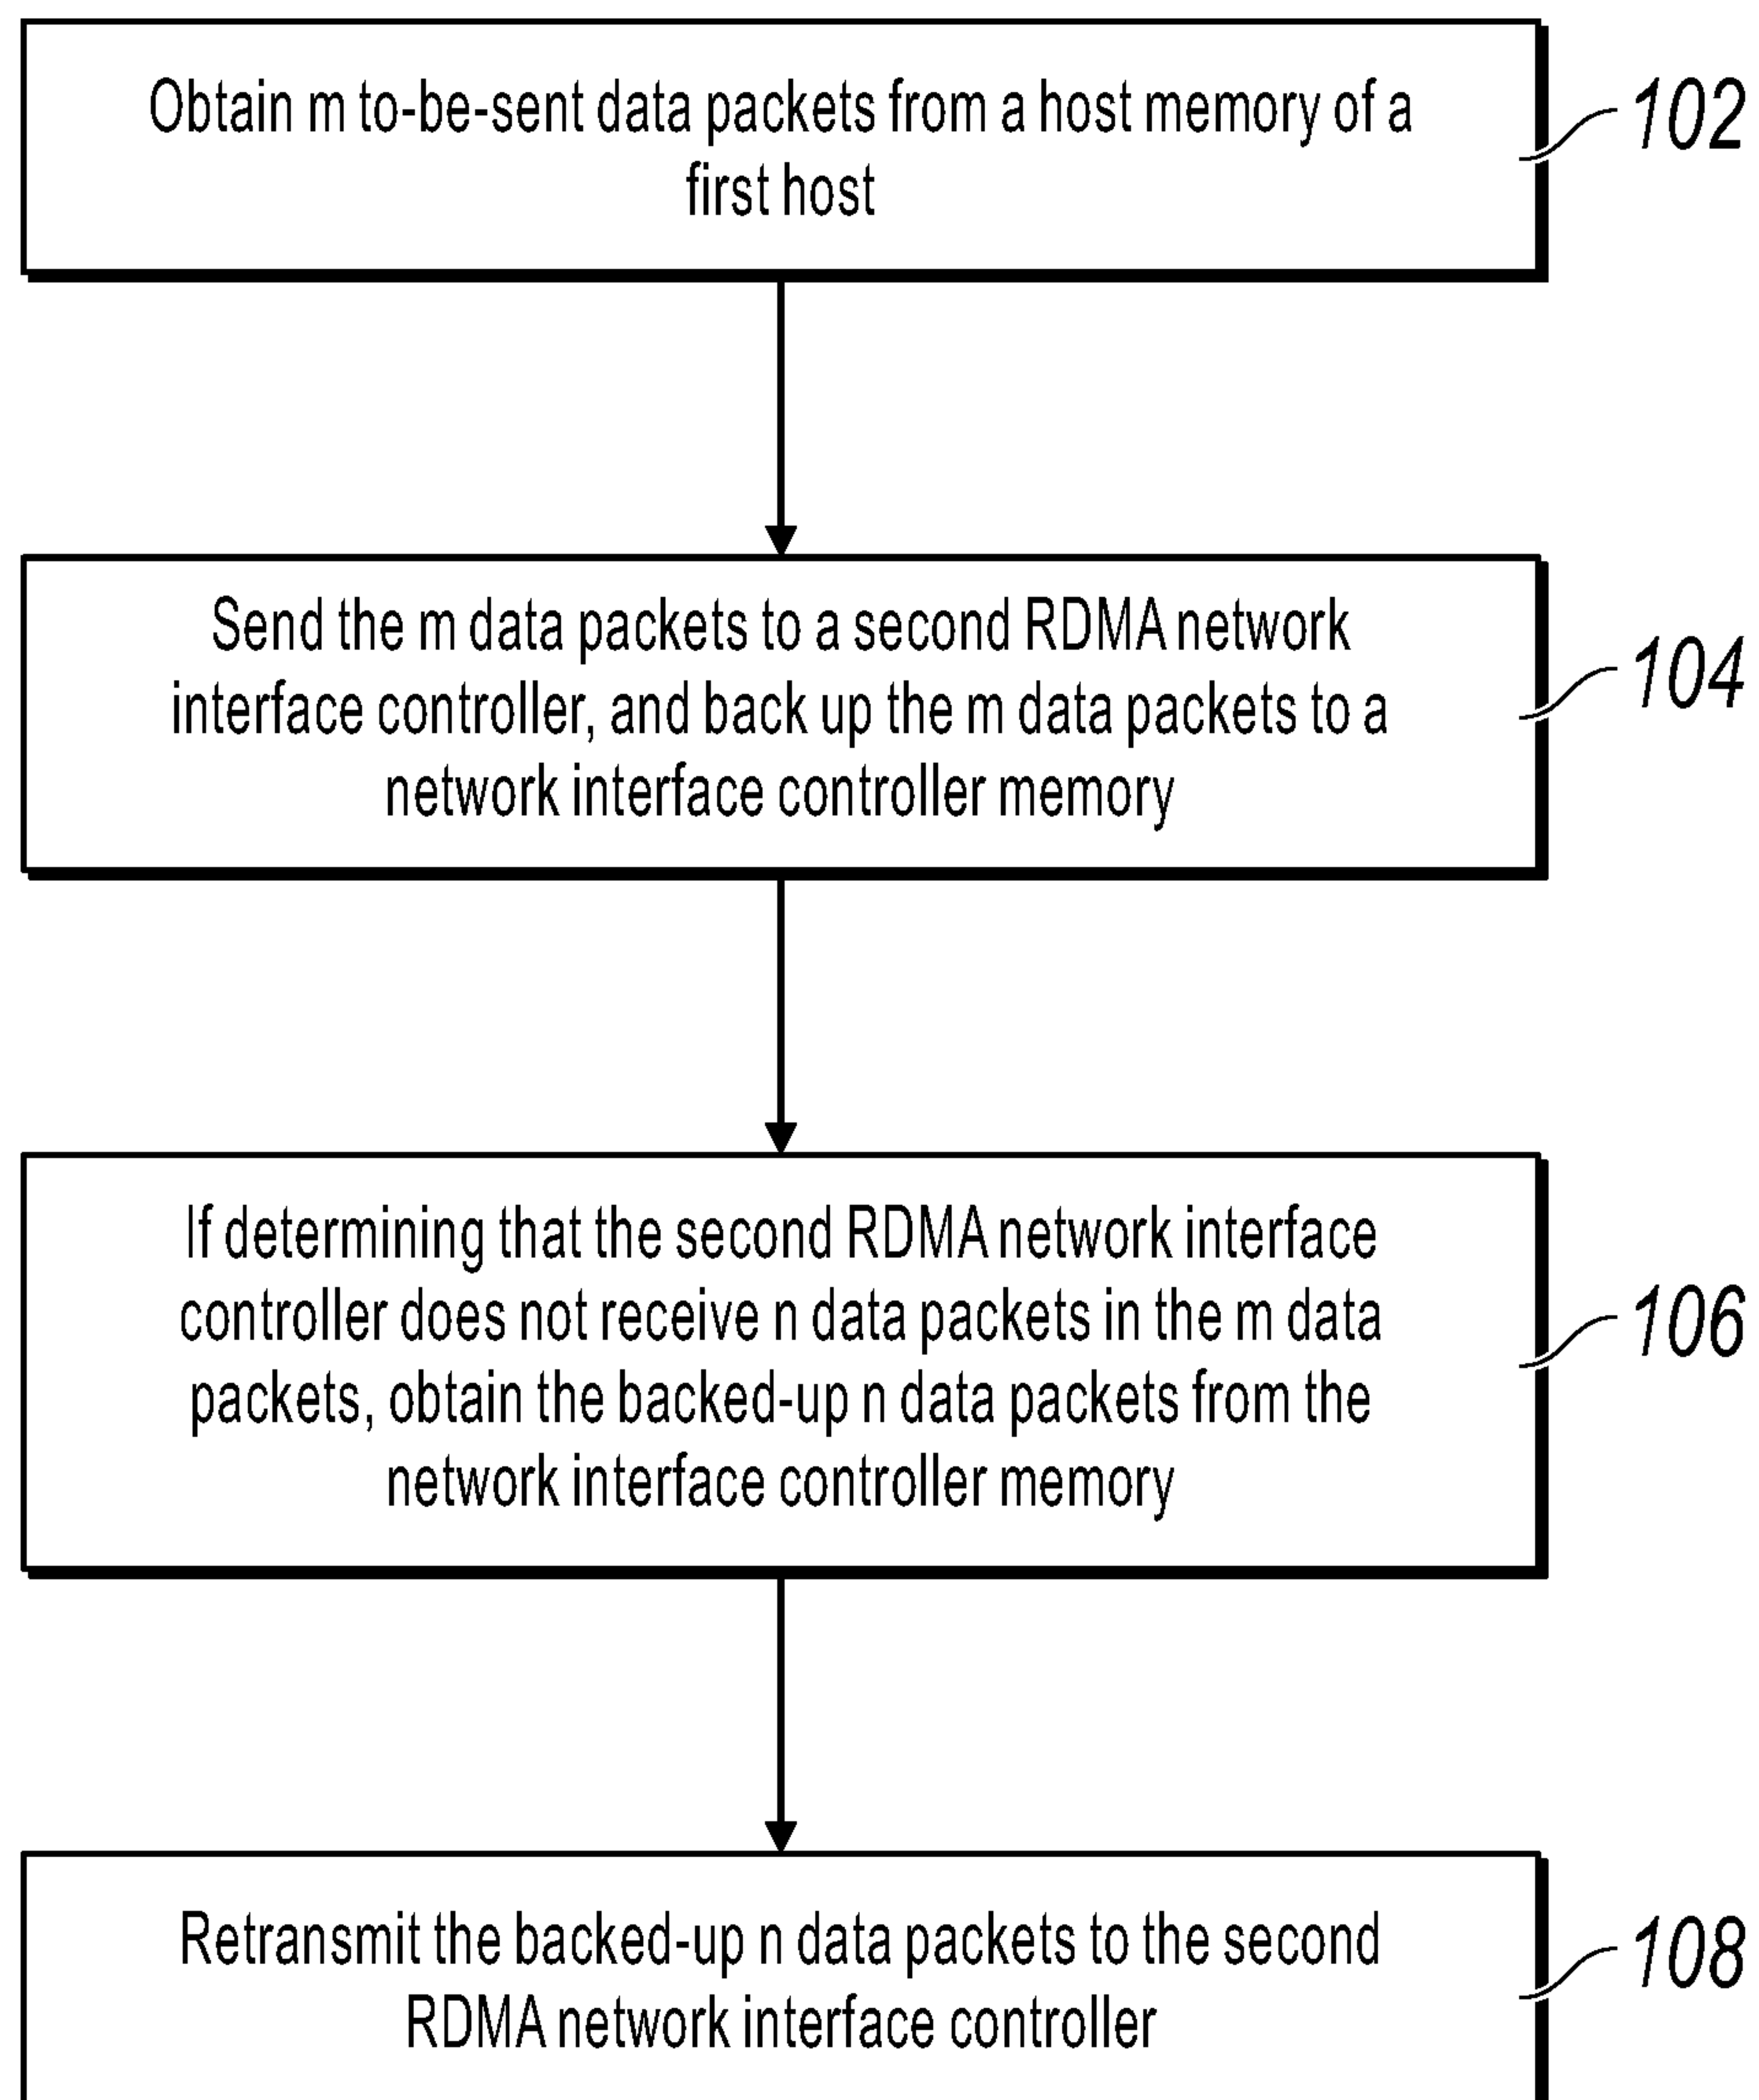 Obtain m to-be-sent data packets from a host memory of a
first host
102
Send the m data packets to a second RDMA network
interface controller, and back up the m data packets to a
network interface controller memory
104
If determining that the second RDMA network interface
controller does not receive n data packets in the m data
packets, obtain the backed-up n data packets from the
network interface controller memory
106
Retransmit the backed-up n data packets to the second
RDMA network interface controller
108